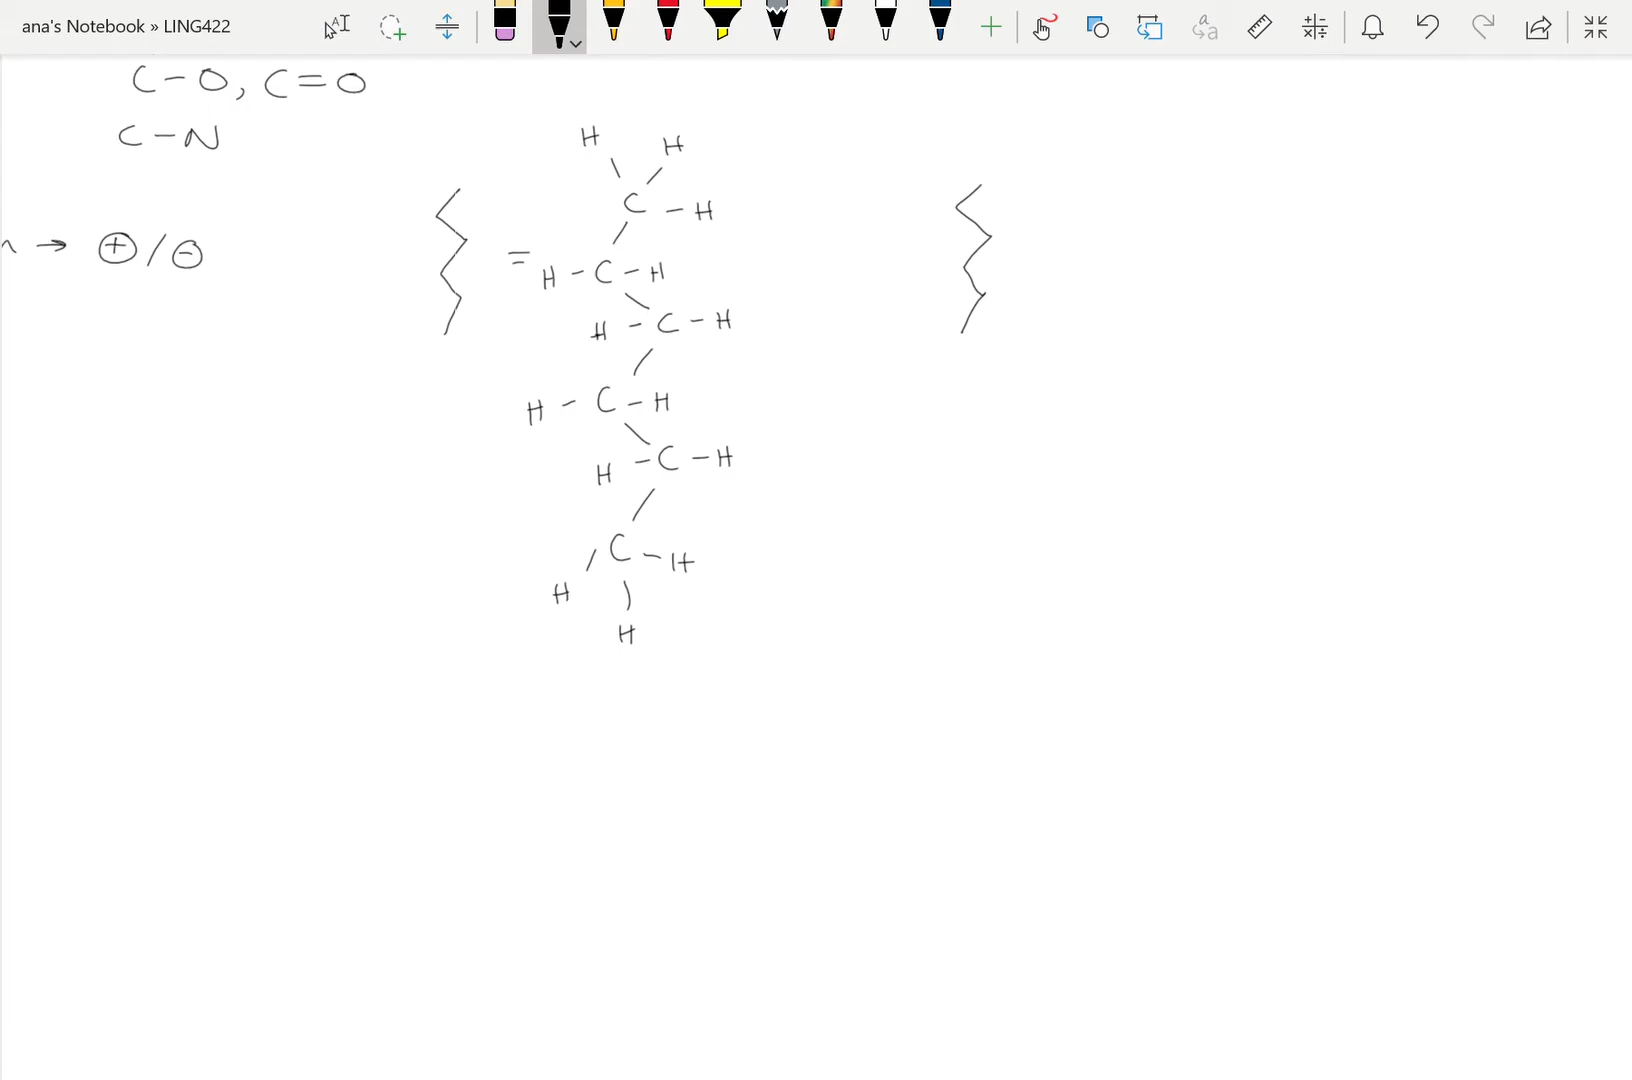 ana's Notebook » LING422
C-O, C=O
C-N
→ ⊕/⊖
H H
C - H
=
H - C - H
H - C - H
H - C - H
H - C - H
C - H
H
H